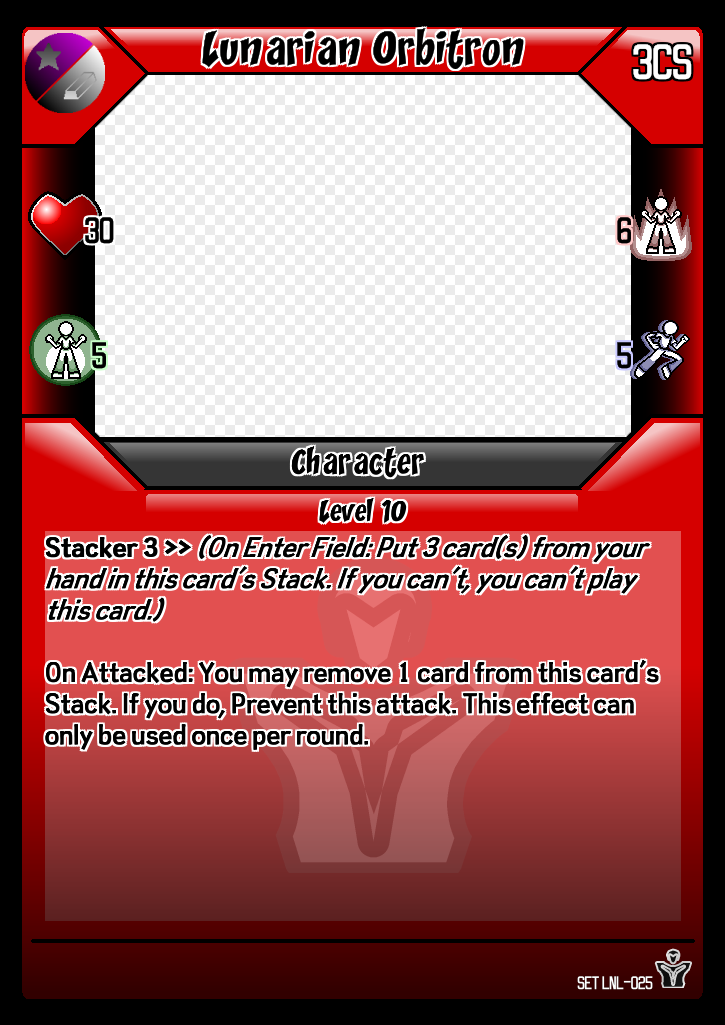 Lunarian Orbitron
3CS
30
6
5
5
Character
Level 10
Stacker 3 >> (On Enter Field: Put 3 card(s) from your
hand in this card's Stack. If you can't, you can't play
this card.)
On Attacked: You may remove 1 card from this card's
Stack. If you do, Prevent this attack. This effect can
only be used once per round.
SET LNL-025